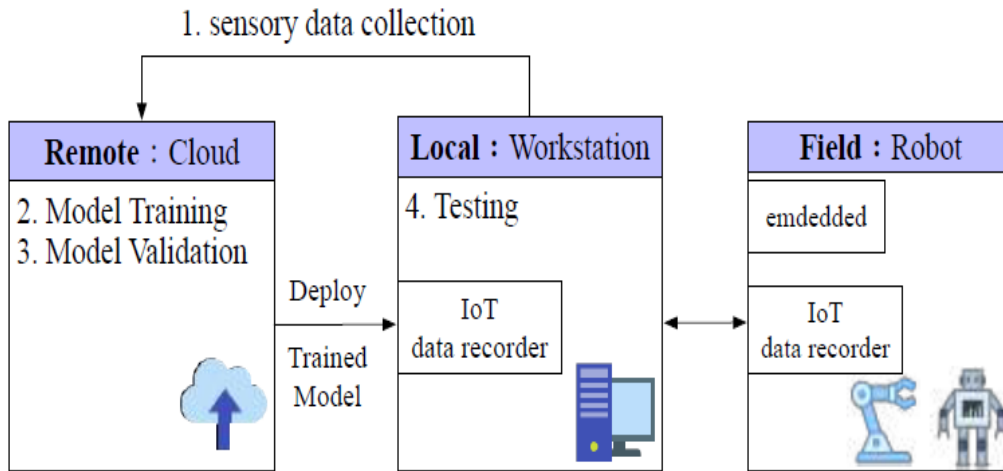 1. sensory data collection
Remote : Cloud
2. Model Training
3. Model Validation
Deploy
Trained
Model
Local : Workstation
4. Testing
IoT
data recorder
Field : Robot
emdedded
IoT
data recorder